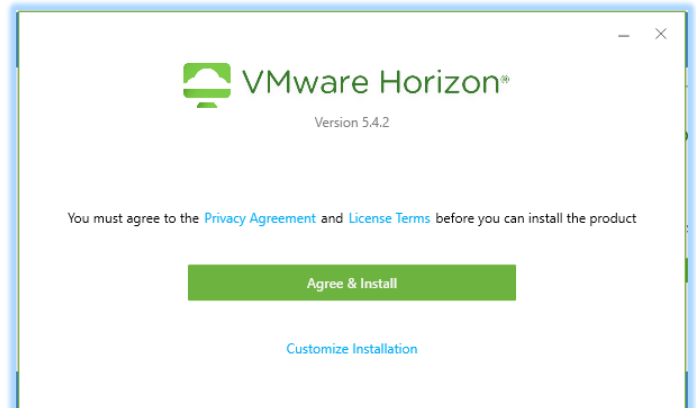 VMware Horizon®
Version 5.4.2
You must agree to the Privacy Agreement and License Terms before you can install the product
Agree & Install
Customize Installation